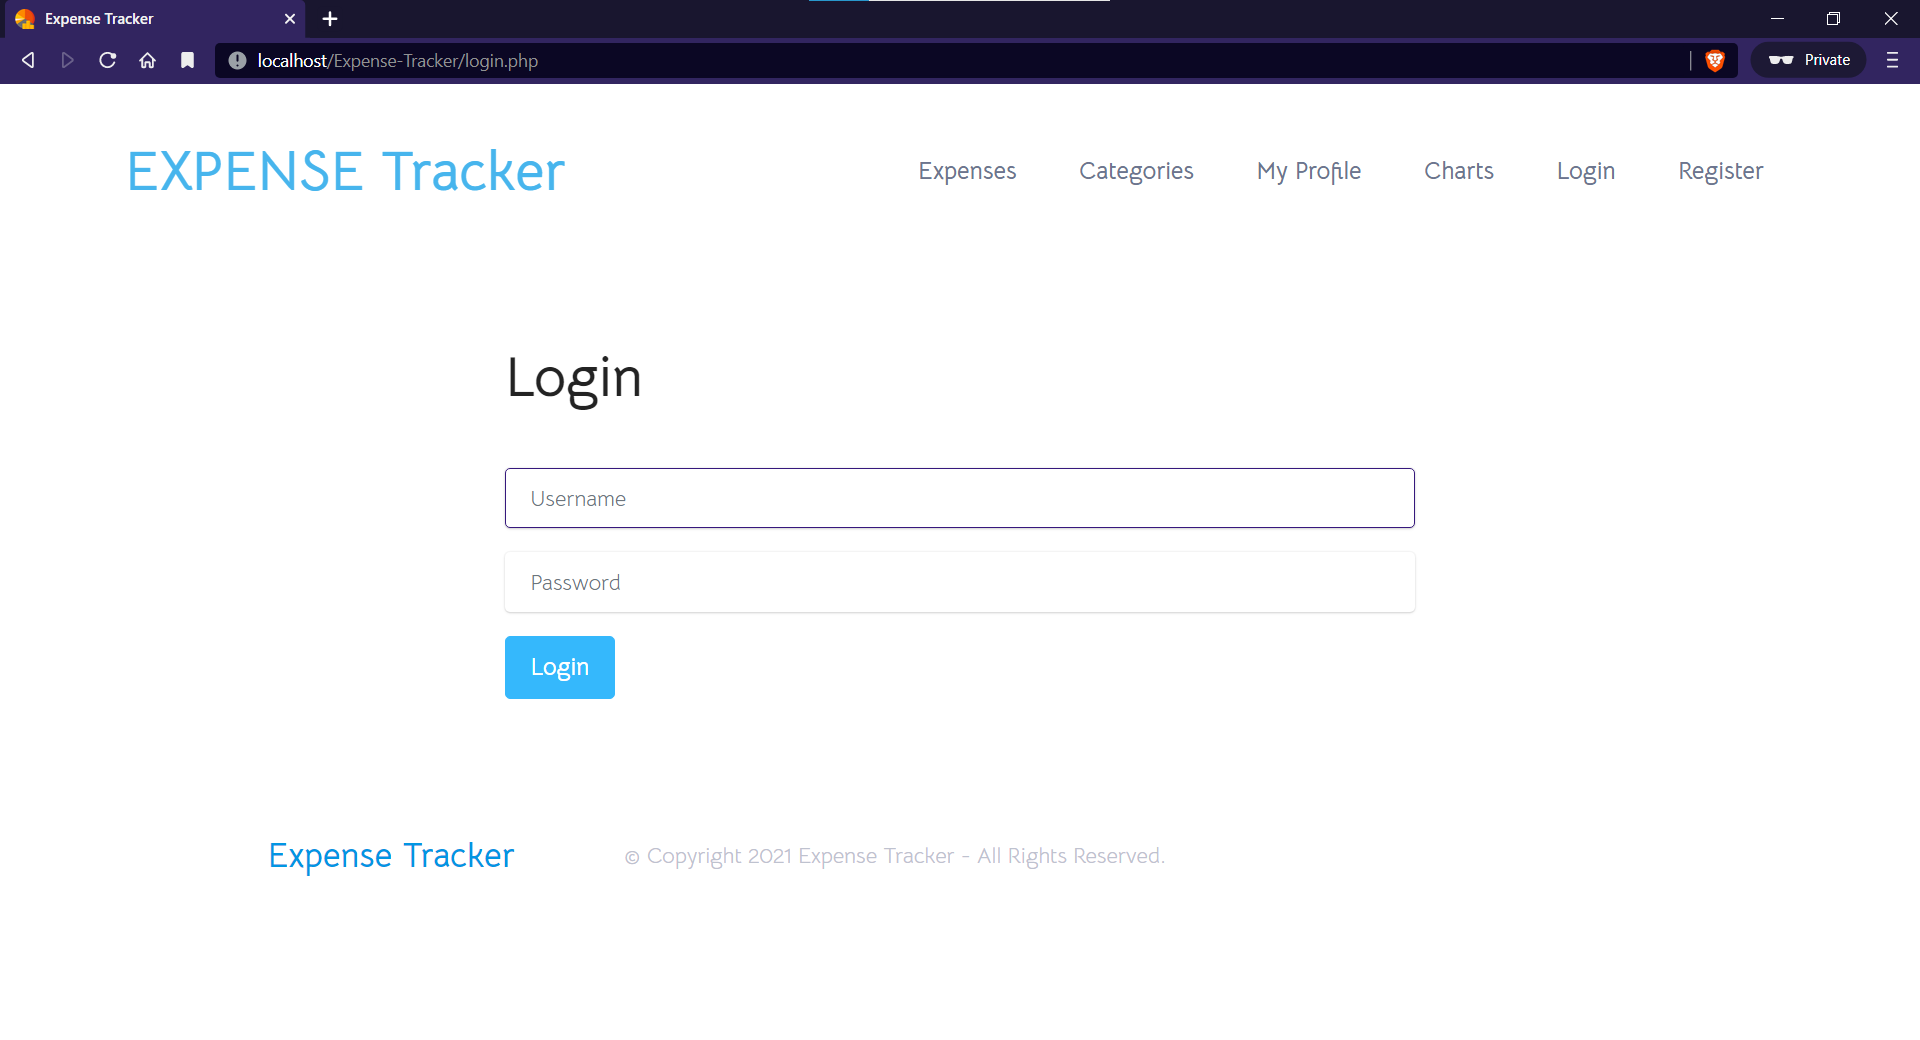 Expense Tracker
localhost/Expense-Tracker/login.php
Private
EXPENSE Tracker
Expenses Categories My Profile Charts Login Register
Login
Username
Password
Login
Expense Tracker
© Copyright 2021 Expense Tracker - All Rights Reserved.